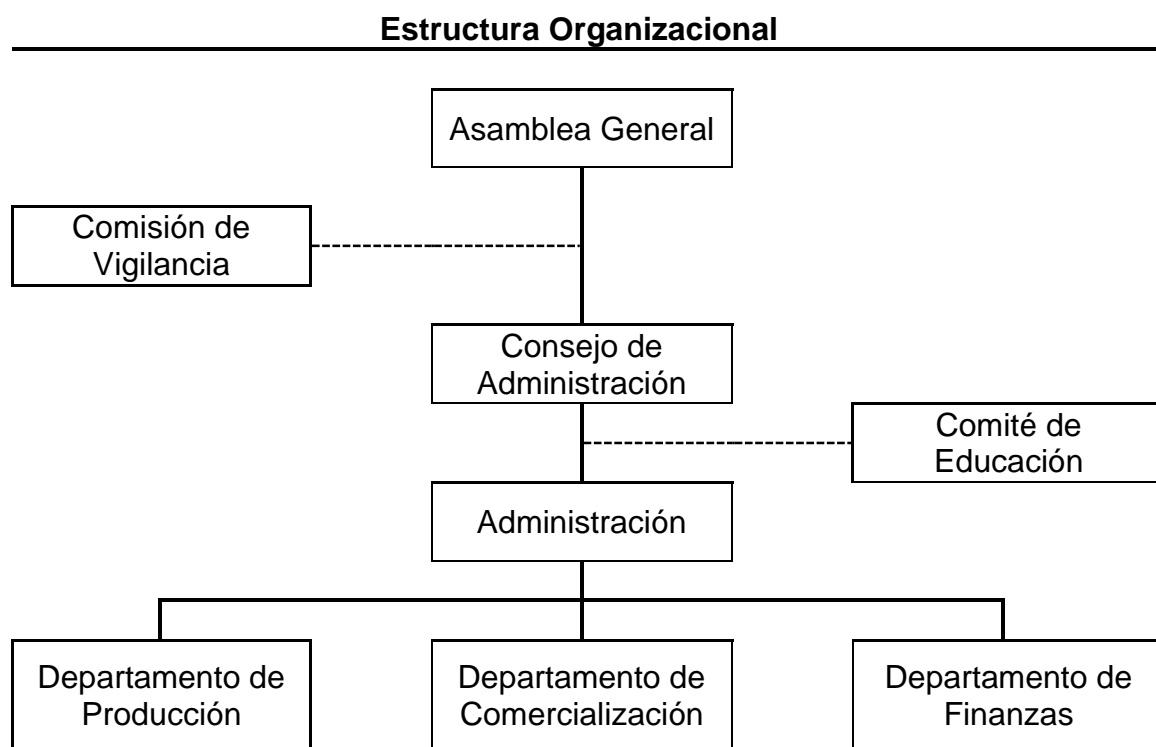 Estructura Organizacional
Asamblea General
Comisión de
Vigilancia
Consejo de
Administración
Comité de
Educación
Administración
Departamento de
Producción
Departamento de
Comercialización
Departamento de
Finanzas